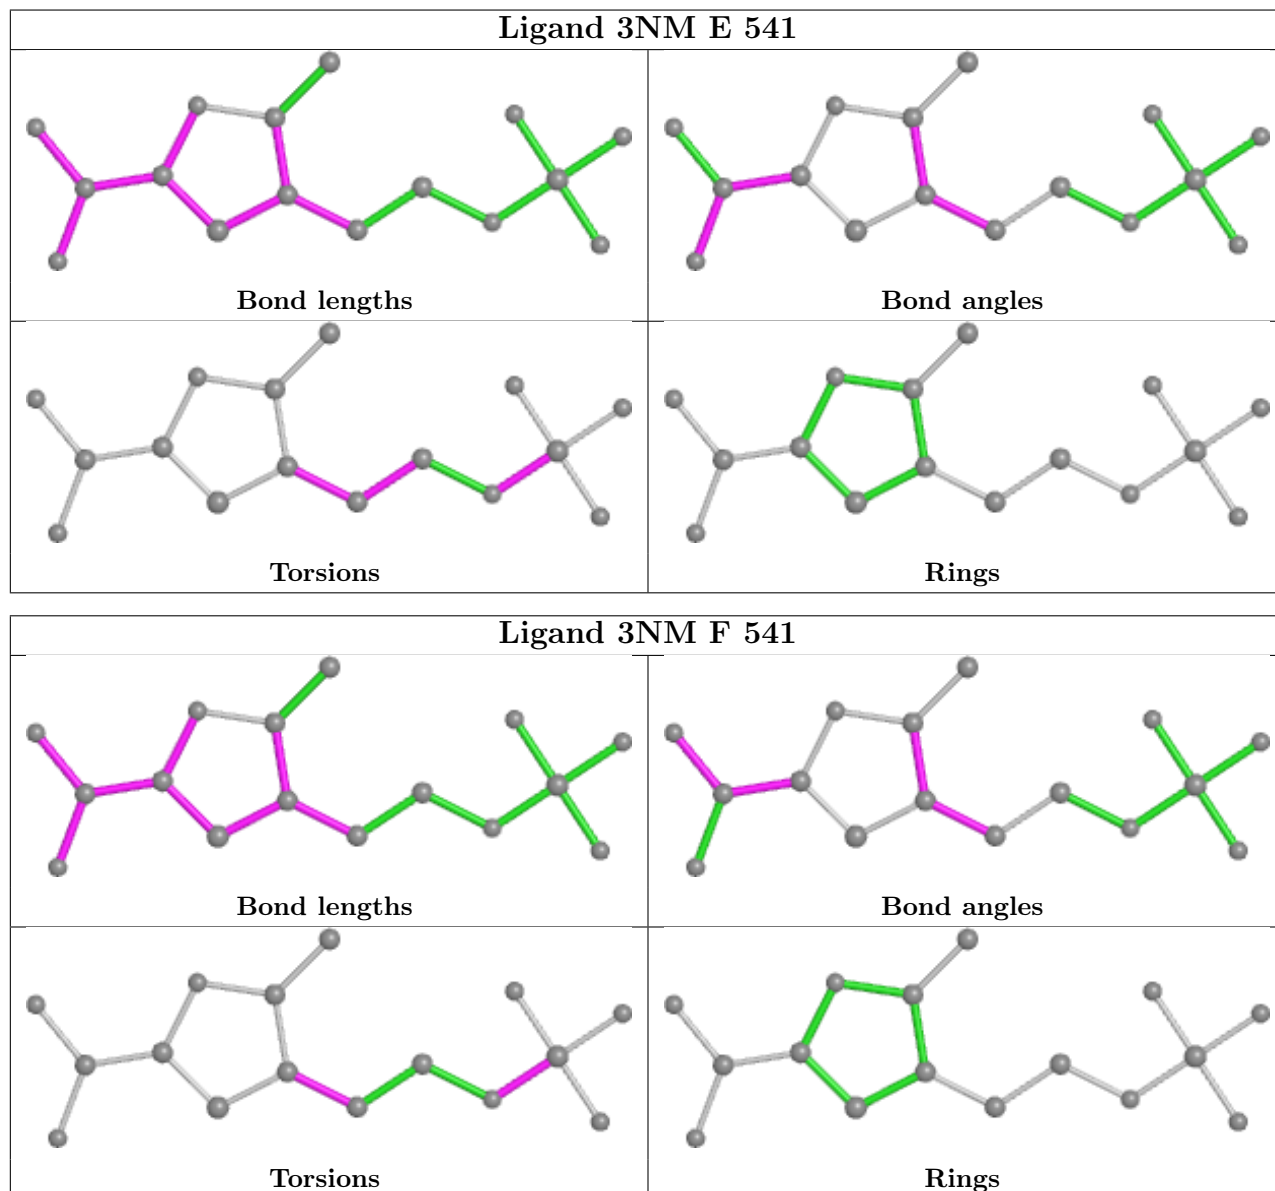 Ligand 3NM E 541
Bond lengths
Bond angles
Torsions
Rings
Ligand 3NM F 541
Bond lengths
Bond angles
Torsions
Rings